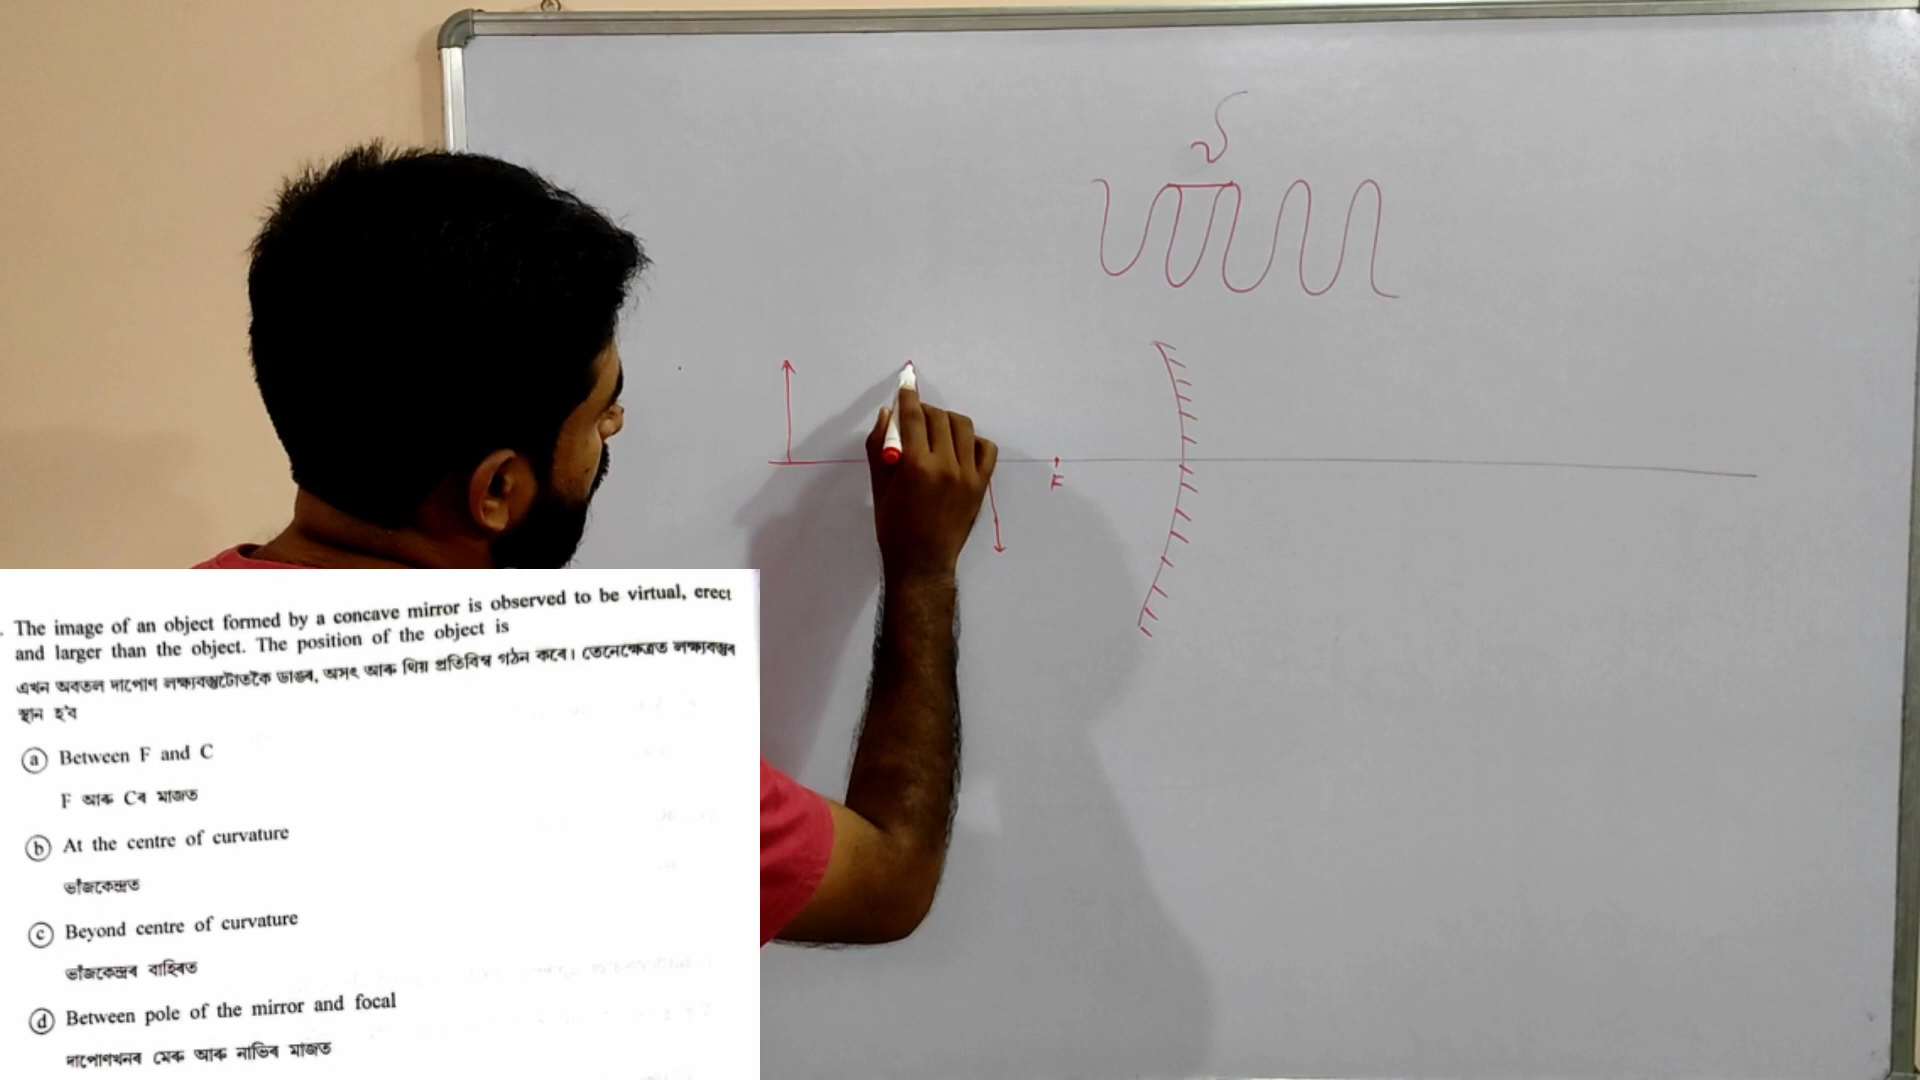 F
. The image of an object formed by a concave mirror is observed to be virtual, erect
and larger than the object. The position of the object is
এখন অবতল দাপোণ লক্ষ্যবস্তুটোতকৈ ডাঙৰ, অসৎ আৰু থিয় প্ৰতিবিম্ব গঠন কৰে। তেনেক্ষেত্ৰত লক্ষ্যবস্তুৰ
স্থান হ'ব
a Between F and C
F আৰু Cৰ মাজত
b At the centre of curvature
ভাঁজকেন্দ্ৰত
c Beyond centre of curvature
ভাঁজকেন্দ্ৰৰ বাহিৰত
d Between pole of the mirror and focal
দাপোণখনৰ মেৰু আৰু নাভিৰ মাজত